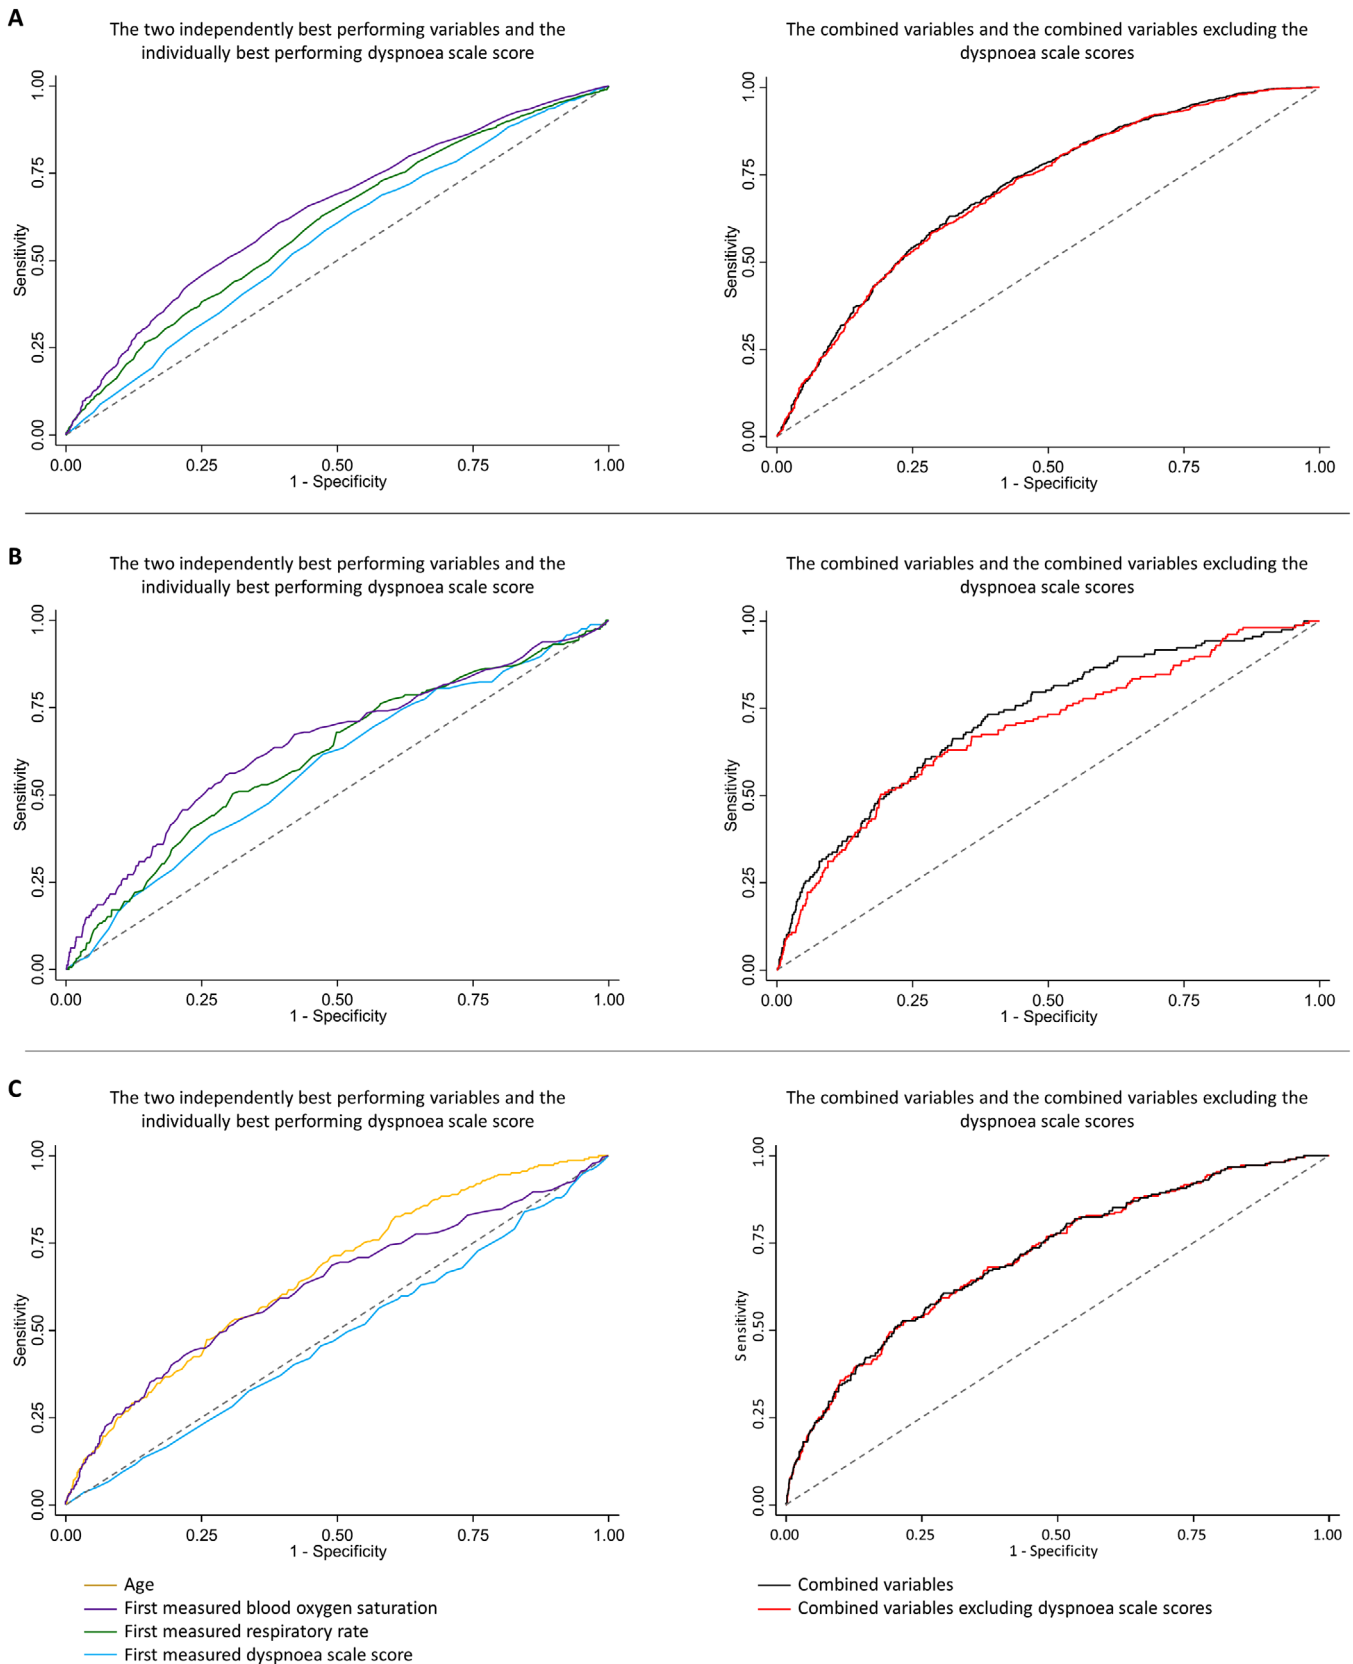 A
The two independently best performing variables and the
individually best performing dyspnoea scale score
1.00
0.75
0.50
0.25
0.00
Sensitivity
0.00 0.25 0.50 0.75 1.00
1 - Specificity
The combined variables and the combined variables excluding the
dyspnoea scale scores
1.00
0.75
0.50
0.25
0.00
Sensitivity
0.00 0.25 0.50 0.75 1.00
1 - Specificity
B
The two independently best performing variables and the
individually best performing dyspnoea scale score
1.00
0.75
0.50
0.25
0.00
Sensitivity
0.00 0.25 0.50 0.75 1.00
1 - Specificity
The combined variables and the combined variables excluding the
dyspnoea scale scores
1.00
0.75
0.50
0.25
0.00
Sensitivity
0.00 0.25 0.50 0.75 1.00
1 - Specificity
C
The two independently best performing variables and the
individually best performing dyspnoea scale score
1.00
0.75
0.50
0.25
0.00
Sensitivity
0.00 0.25 0.50 0.75 1.00
1 - Specificity
The combined variables and the combined variables excluding the
dyspnoea scale scores
1.00
0.75
0.50
0.25
0.00
Sensitivity
0.00 0.25 0.50 0.75 1.00
1 - Specificity
Age
First measured blood oxygen saturation
First measured respiratory rate
First measured dyspnoea scale score
Combined variables
Combined variables excluding dyspnoea scale scores